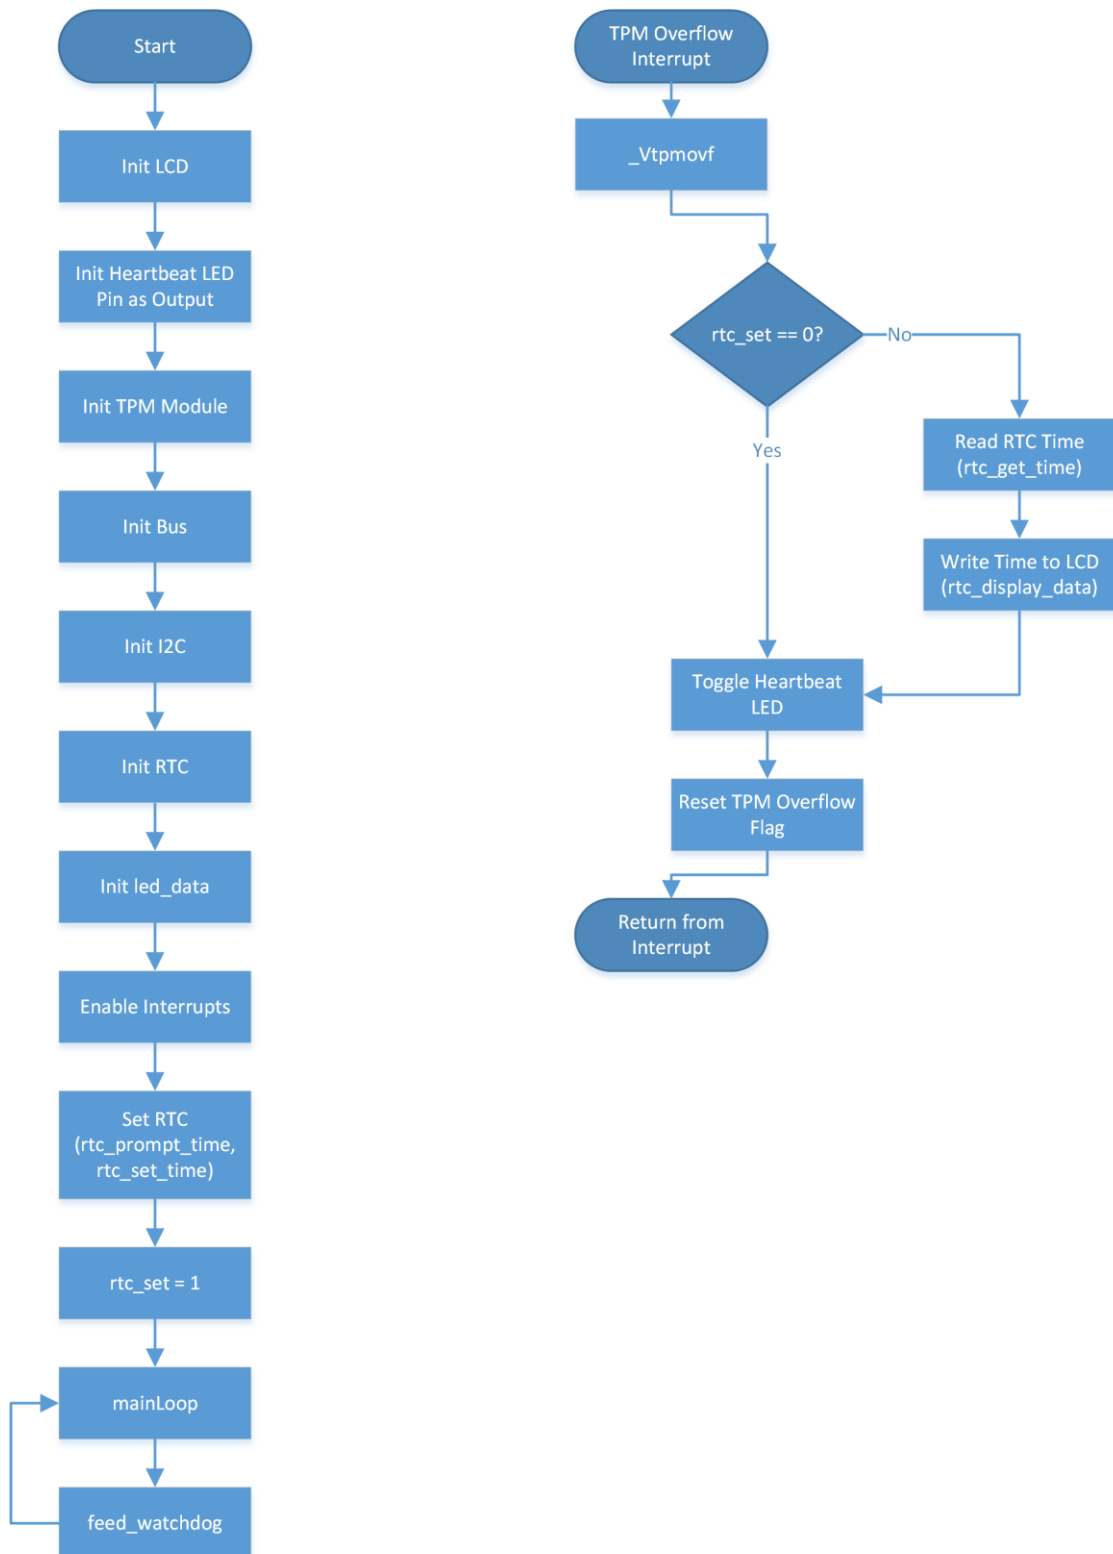 Start
Init LCD
Init Heartbeat LED
Pin as Output
Init TPM Module
Init Bus
Init I2C
Init RTC
Init led_data
Enable Interrupts
Set RTC
(rtc_prompt_time,
rtc_set_time)
rtc_set = 1
mainLoop
feed_watchdog
TPM Overflow
Interrupt
_Vtpmovf
rtc_set == 0?
No
Yes
Read RTC Time
(rtc_get_time)
Write Time to LCD
(rtc_display_data)
Toggle Heartbeat
LED
Reset TPM Overflow
Flag
Return from
Interrupt